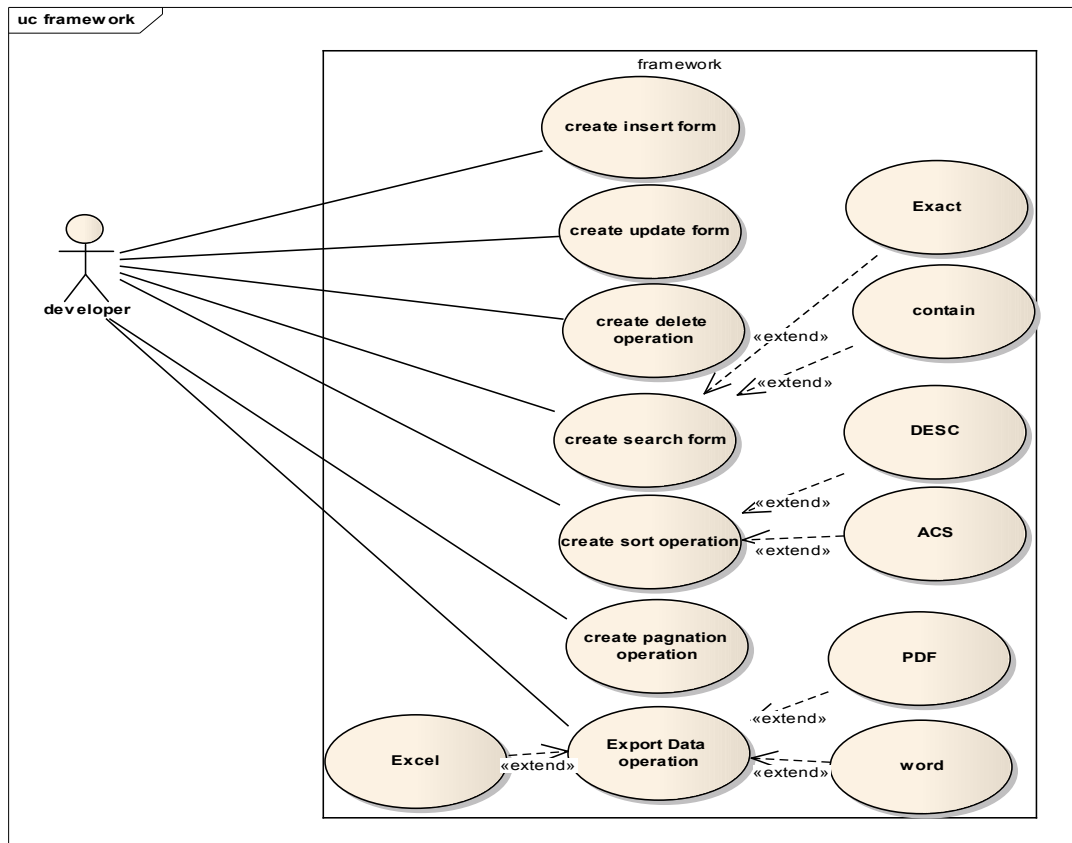 uc framework
framework
create insert form
create update form
create delete
operation
create search form
create sort operation
create pagnation
operation
Export Data
operation
developer
Exact
contain
«extend»
«extend»
DESC
ACS
«extend»
«extend»
PDF
word
«extend»
«extend»
Excel
«extend»